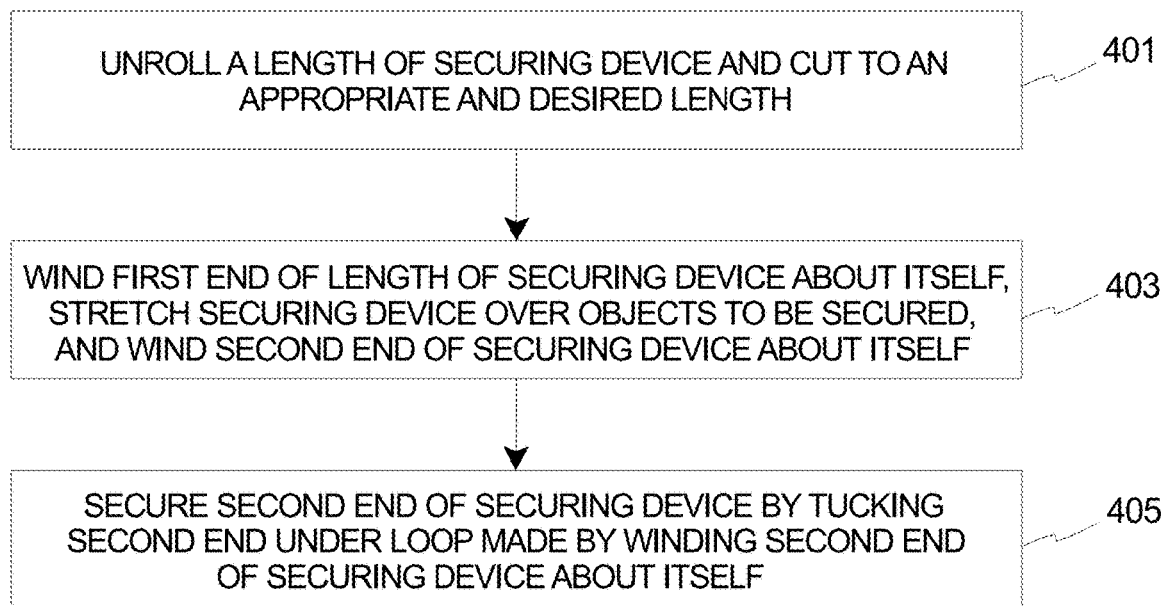 UNROLL A LENGTH OF SECURING DEVICE AND CUT TO AN
APPROPRIATE AND DESIRED LENGTH
401
WIND FIRST END OF LENGTH OF SECURING DEVICE ABOUT ITSELF,
STRETCH SECURING DEVICE OVER OBJECTS TO BE SECURED,
AND WIND SECOND END OF SECURING DEVICE ABOUT ITSELF
403
SECURE SECOND END OF SECURING DEVICE BY TUCKING
SECOND END UNDER LOOP MADE BY WINDING SECOND END
OF SECURING DEVICE ABOUT ITSELF
405